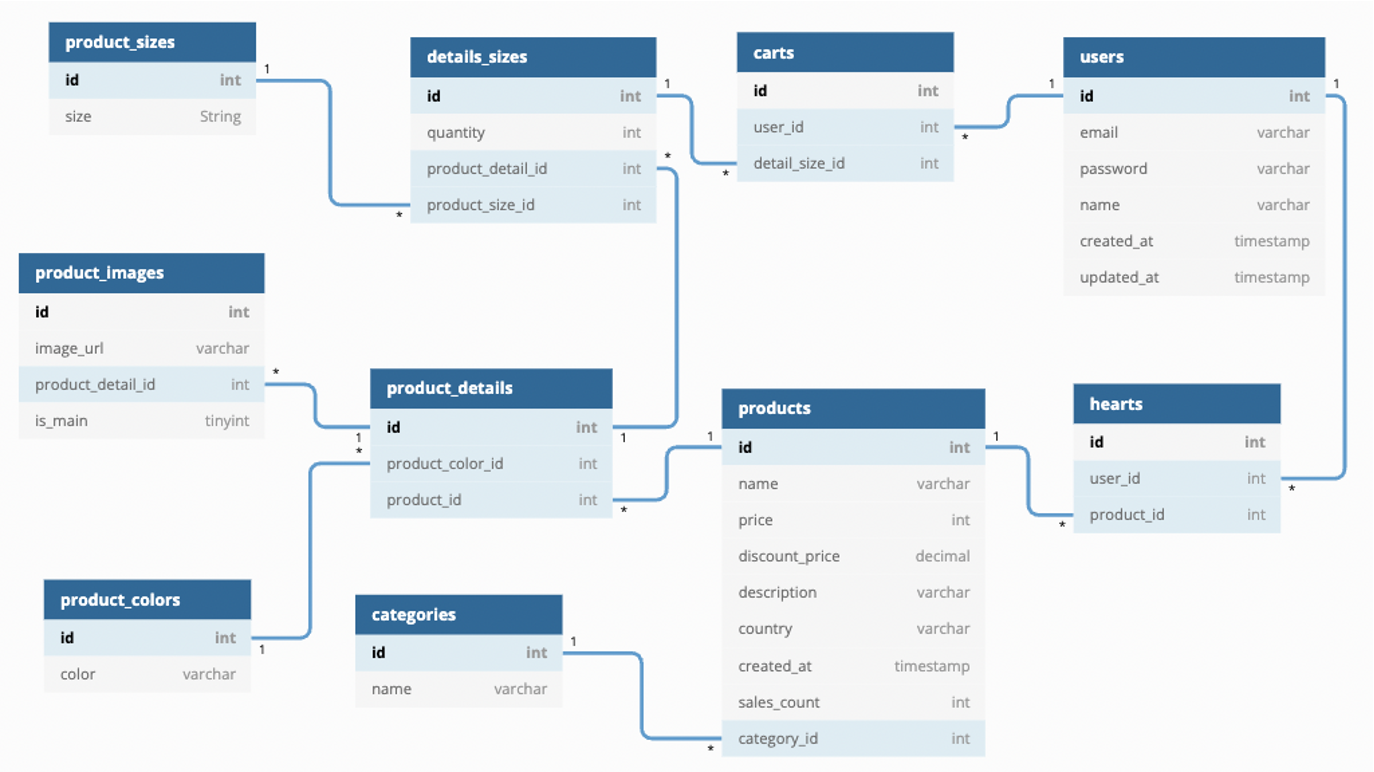 product_sizes
id int
size String
details_sizes
id int
quantity int
product_detail_id int
product_size_id int
carts
id int
user_id int
detail_size_id int
users
id int
email varchar
password varchar
name varchar
created_at timestamp
updated_at timestamp
product_images
id int
image_url varchar
product_detail_id int
is_main tinyint
product_details
id int
product_color_id int
product_id int
products
id int
name varchar
price int
discount_price decimal
description varchar
country varchar
created_at timestamp
sales_count int
category_id int
hearts
id int
user_id int
product_id int
product_colors
id int
color varchar
categories
id int
name varchar
1
*
1
*
1
*
1
*
*
1
*
1
*
1
1
*
1
*
1
*